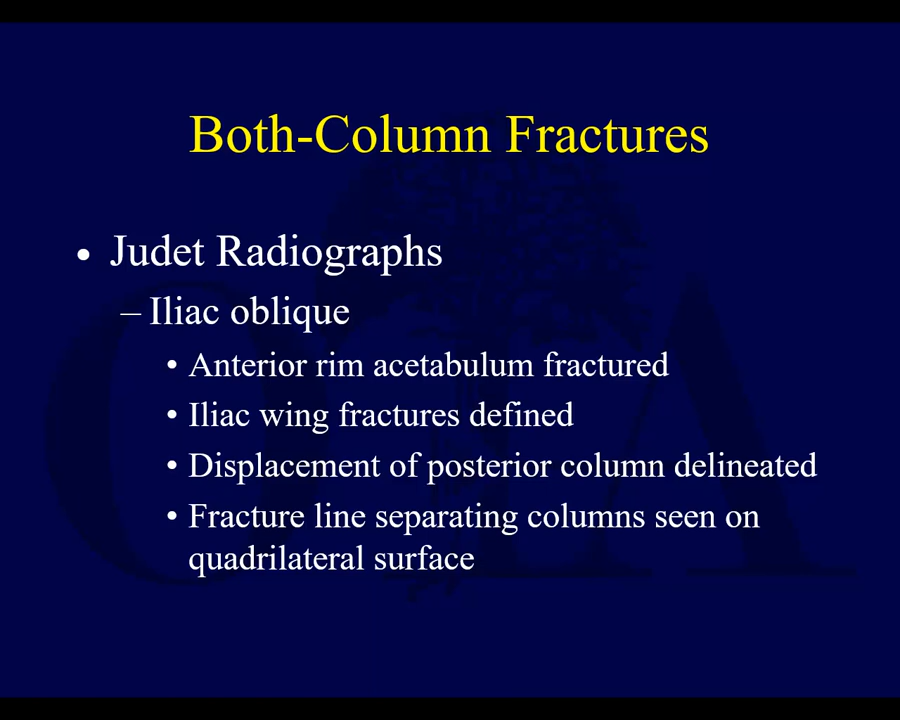 Both-Column Fractures
• Judet Radiographs
– Iliac oblique
• Anterior rim acetabulum fractured
• Iliac wing fractures defined
• Displacement of posterior column delineated
• Fracture line separating columns seen on
quadrilateral surface
OTA